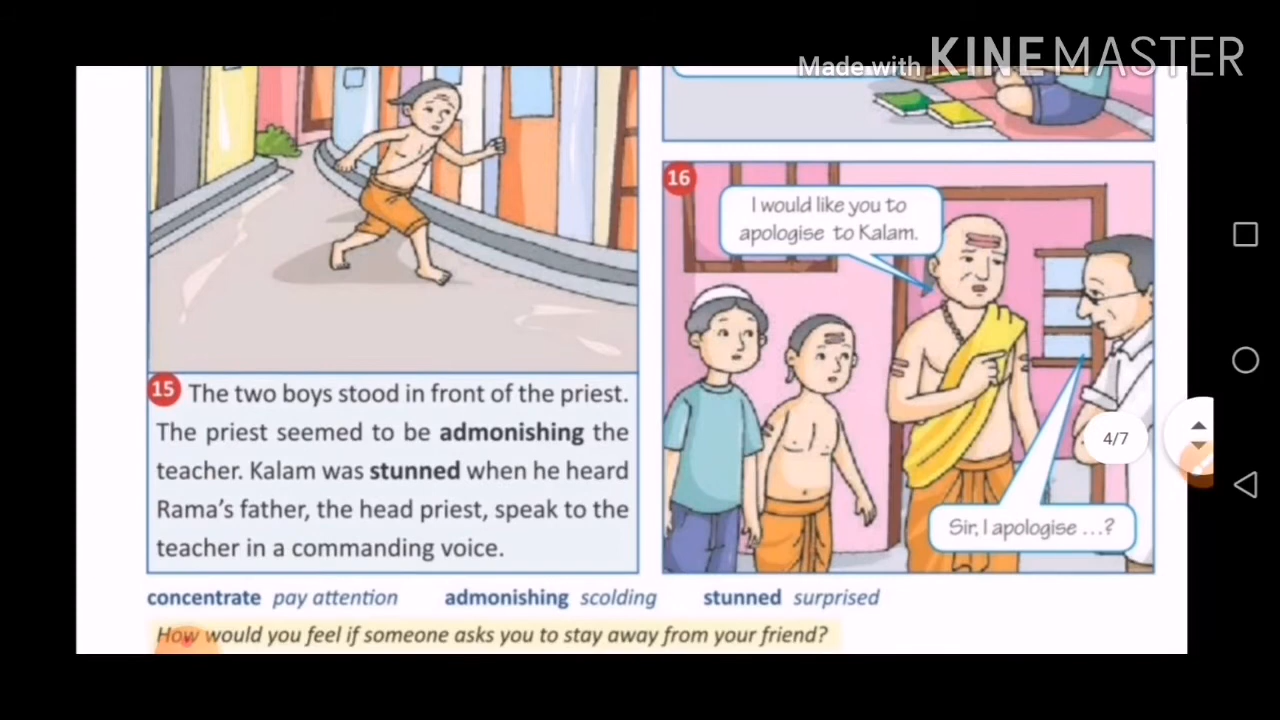 Made with KINEMASTER
16
I would like you to
apologise to Kalam.
15 The two boys stood in front of the priest.
The priest seemed to be admonishing the
teacher. Kalam was stunned when he heard
Rama's father, the head priest, speak to the
teacher in a commanding voice.
4/7
Sir, I apologise ...?
concentrate pay attention admonishing scolding stunned surprised
How would you feel if someone asks you to stay away from your friend?